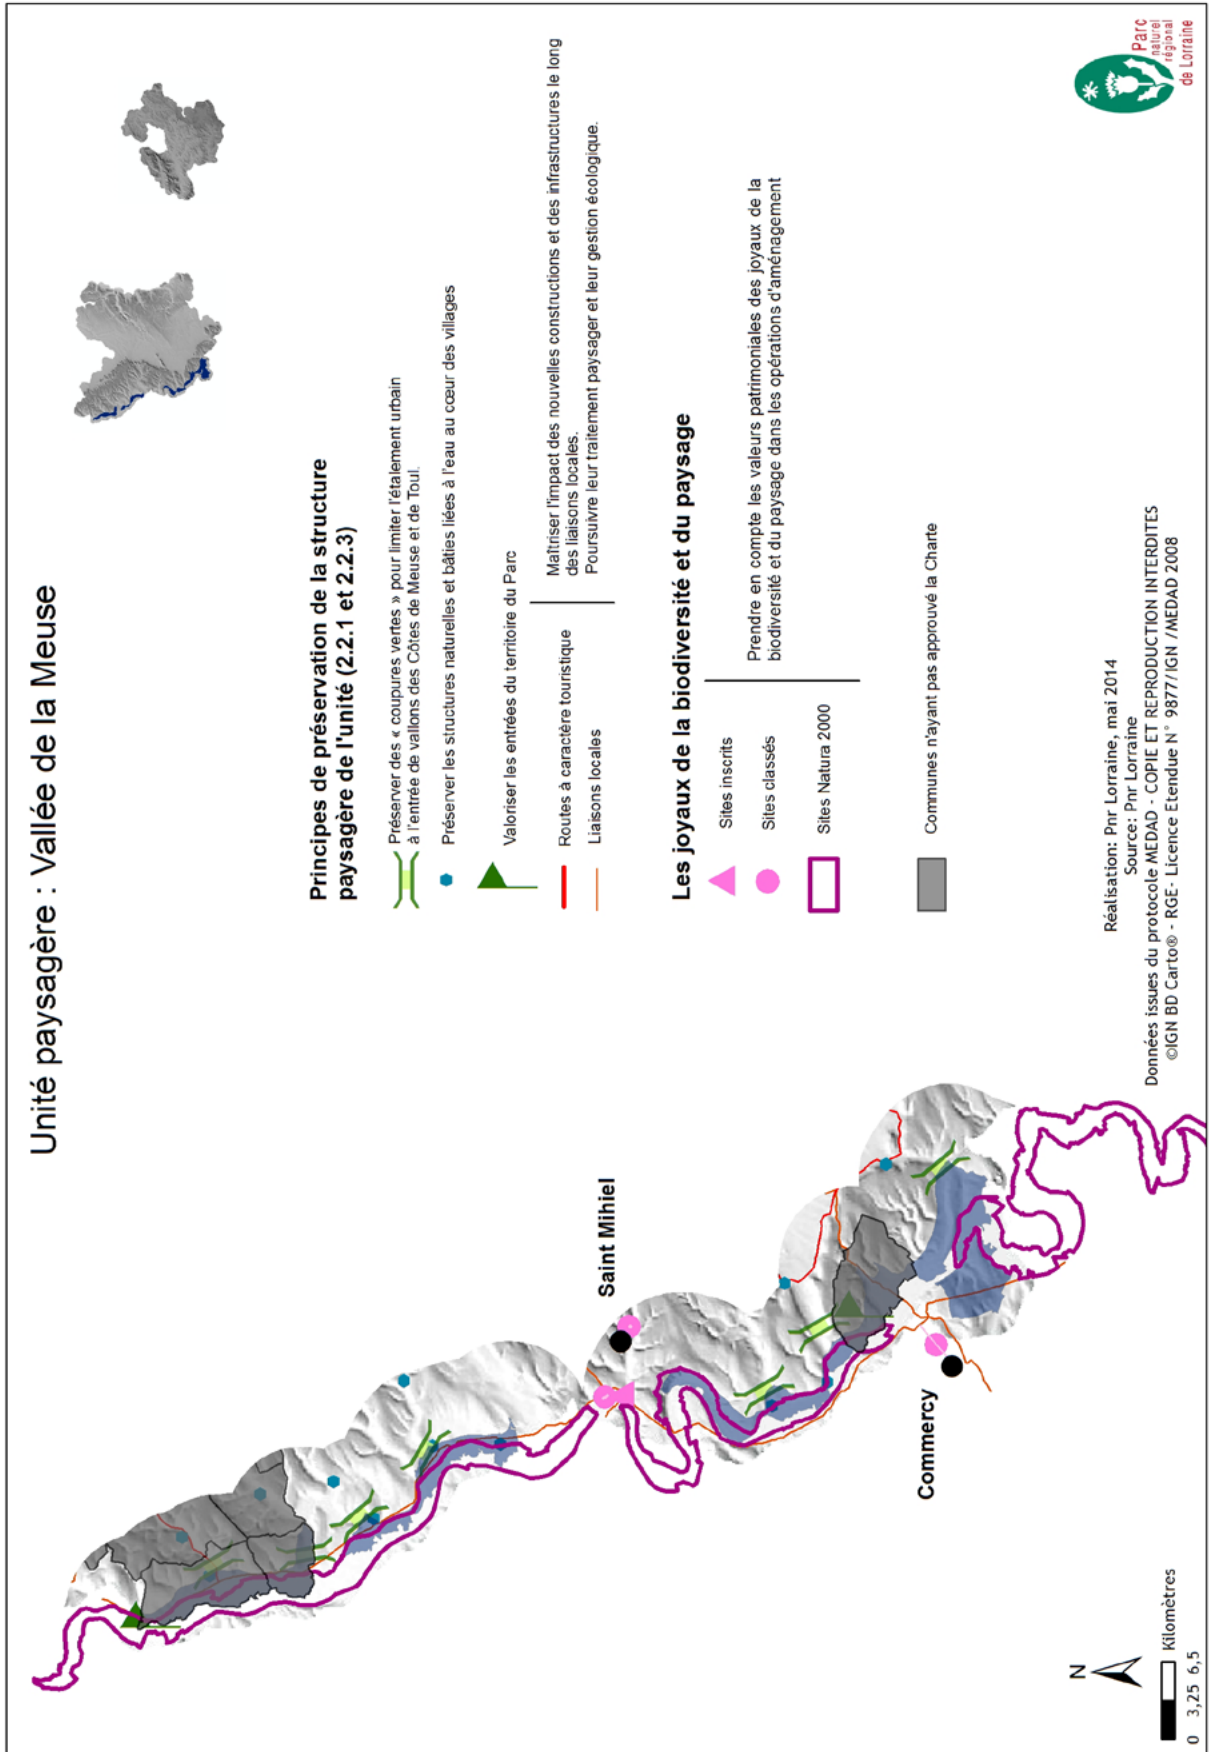 Unité paysagère : Vallée de la Meuse
Principes de préservation de la structure
paysagère de l'unité (2.2.1 et 2.2.3)
Préserver des « coupures vertes » pour limiter l'étalement urbain
à l'entrée de vallons des Côtes de Meuse et de Toul.
Préserver les structures naturelles et bâties liées à l'eau au cœur des villages
Valoriser les entrées du territoire du Parc
Routes à caractère touristique
Liaisons locales
Maîtriser l'impact des nouvelles constructions et des infrastructures le long
des liaisons locales.
Poursuivre leur traitement paysager et leur gestion écologique.
Les joyaux de la biodiversité et du paysage
Sites inscrits
Sites classés
Sites Natura 2000
Prendre en compte les valeurs patrimoniales des joyaux de la
biodiversité et du paysage dans les opérations d'aménagement
Communes n'ayant pas approuvé la Charte
Saint Mihiel
Commercy
N
Kilomètres
0 3,25 6,5
Réalisation: Pnr Lorraine, mai 2014
Source: Pnr Lorraine
Données issues du protocole MEDAD - COPIE ET REPRODUCTION INTERDITES
©IGN BD Carto® - RGE- Licence Etendue N° 9877/IGN /MEDAD 2008
Parc
naturel
régional
de Lorraine